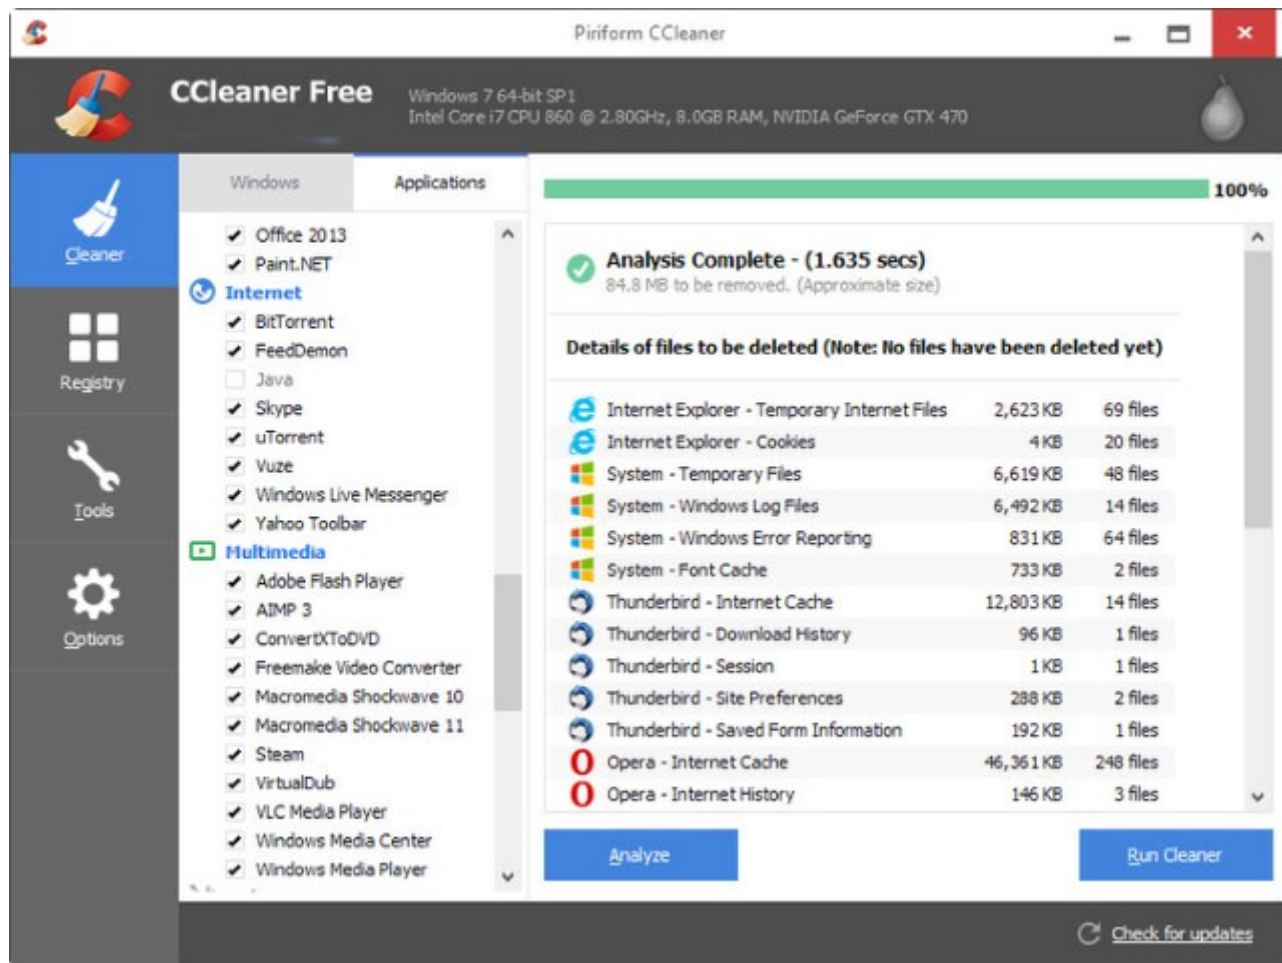 Piriform CCleaner
CCleaner Free
Windows 7 64-bit SP1
Intel Core i7 CPU 860 @ 2.80GHz, 8.0GB RAM, NVIDIA GeForce GTX 470
Cleaner
Registry
Tools
Options
Windows
Applications
Office 2013
Paint.NET
Internet
BitTorrent
FeedDemon
Java
Skype
uTorrent
Vuze
Windows Live Messenger
Yahoo Toolbar
Multimedia
Adobe Flash Player
AIMP 3
ConvertXToDVD
Freemake Video Converter
Macromedia Shockwave 10
Macromedia Shockwave 11
Steam
VirtualDub
VLC Media Player
Windows Media Center
Windows Media Player
100%
Analysis Complete - (1.635 secs)
84.8 MB to be removed. (Approximate size)
Details of files to be deleted (Note: No files have been deleted yet)
Internet Explorer - Temporary Internet Files 2,623 KB 69 files
Internet Explorer - Cookies 4 KB 20 files
System - Temporary Files 6,619 KB 48 files
System - Windows Log Files 6,492 KB 14 files
System - Windows Error Reporting 831 KB 64 files
System - Font Cache 733 KB 2 files
Thunderbird - Internet Cache 12,803 KB 14 files
Thunderbird - Download History 96 KB 1 files
Thunderbird - Session 1 KB 1 files
Thunderbird - Site Preferences 288 KB 2 files
Thunderbird - Saved Form Information 192 KB 1 files
Opera - Internet Cache 46,361 KB 248 files
Opera - Internet History 146 KB 3 files
Analyze
Run Cleaner
Check for updates